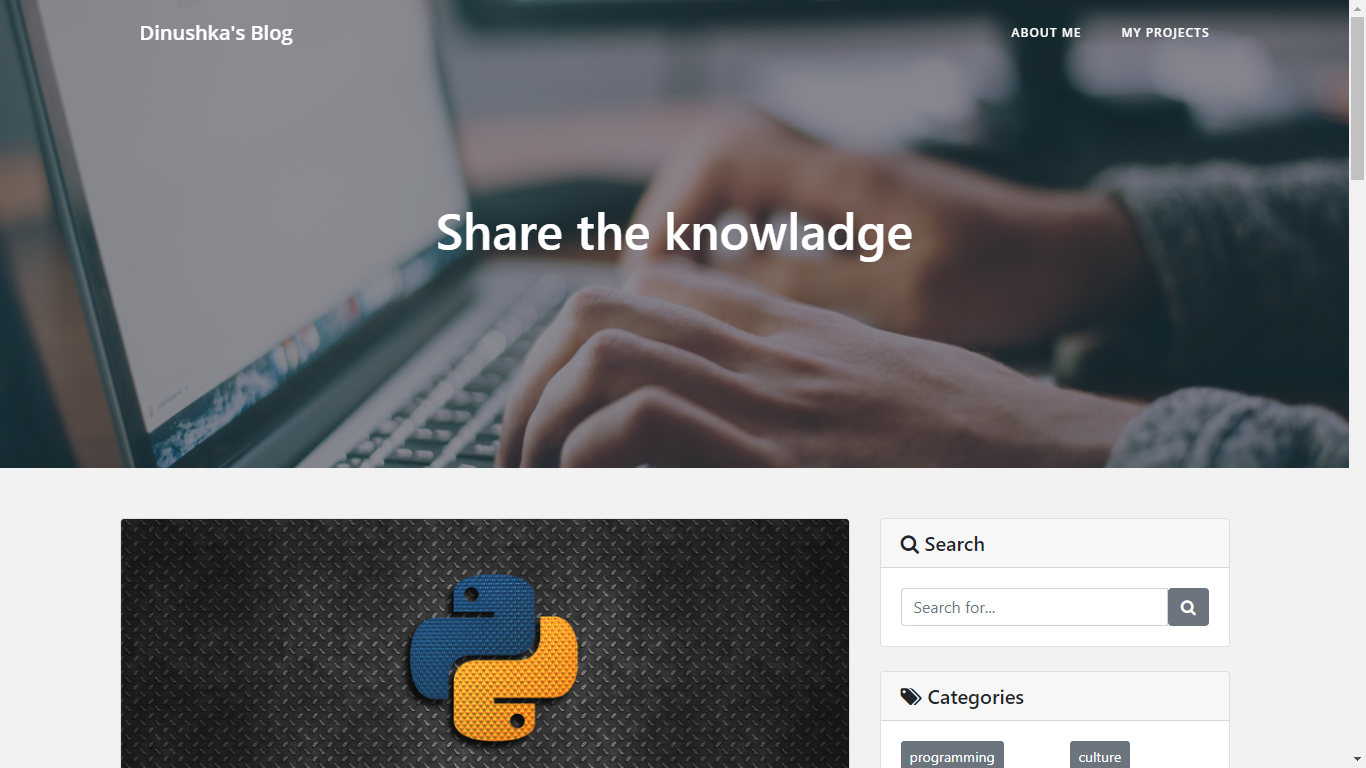 Dinushka's Blog
ABOUT ME
MY PROJECTS
Share the knowladge
Search
Search for...
Categories
programming
culture